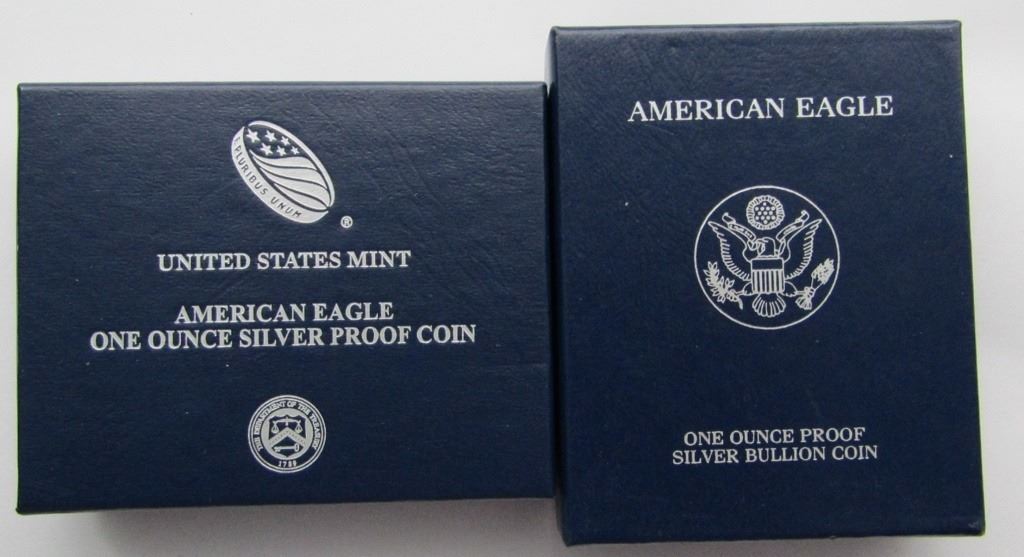 E PLURIBUS UNUM
®
UNITED STATES MINT
AMERICAN EAGLE
ONE OUNCE SILVER PROOF COIN
THE DEPARTMENT OF THE TREASURY
1789
AMERICAN EAGLE
ONE OUNCE PROOF
SILVER BULLION COIN